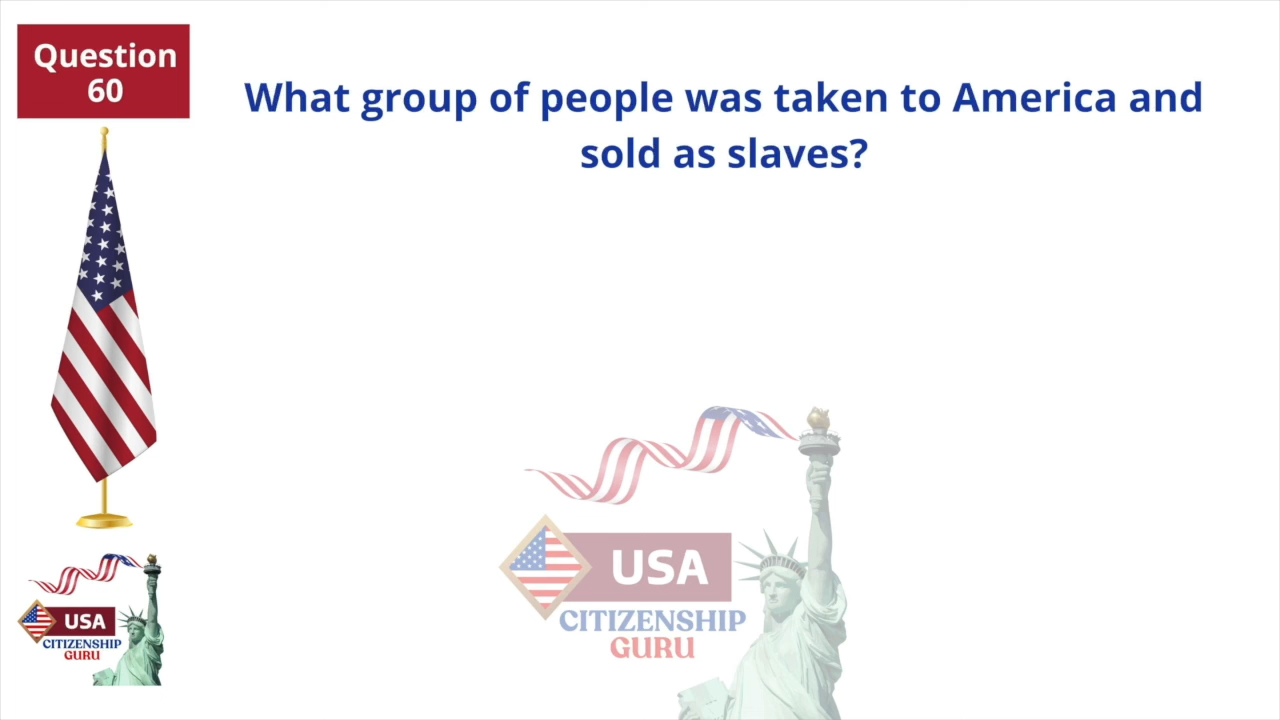 Question
60
What group of people was taken to America and
sold as slaves?
USA
CITIZENSHIP
GURU
USA
CITIZENSHIP
GURU